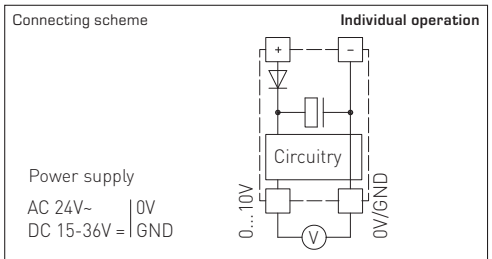 Connecting scheme
Individual operation
+ −
Circuitry
Power supply
AC 24V~ | 0V
DC 15-36V = | GND
0...10V
0V/GND
V